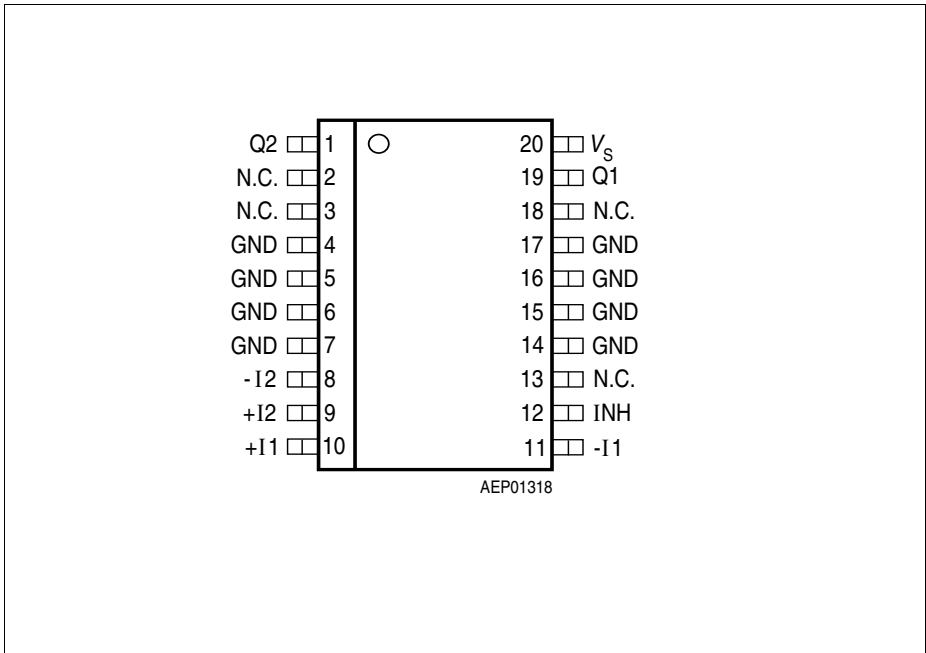 Q2 1 20 VS
N.C. 2 19 Q1
N.C. 3 18 N.C.
GND 4 17 GND
GND 5 16 GND
GND 6 15 GND
GND 7 14 GND
-I2 8 13 N.C.
+I2 9 12 INH
+I1 10 11 -I1
AEP01318